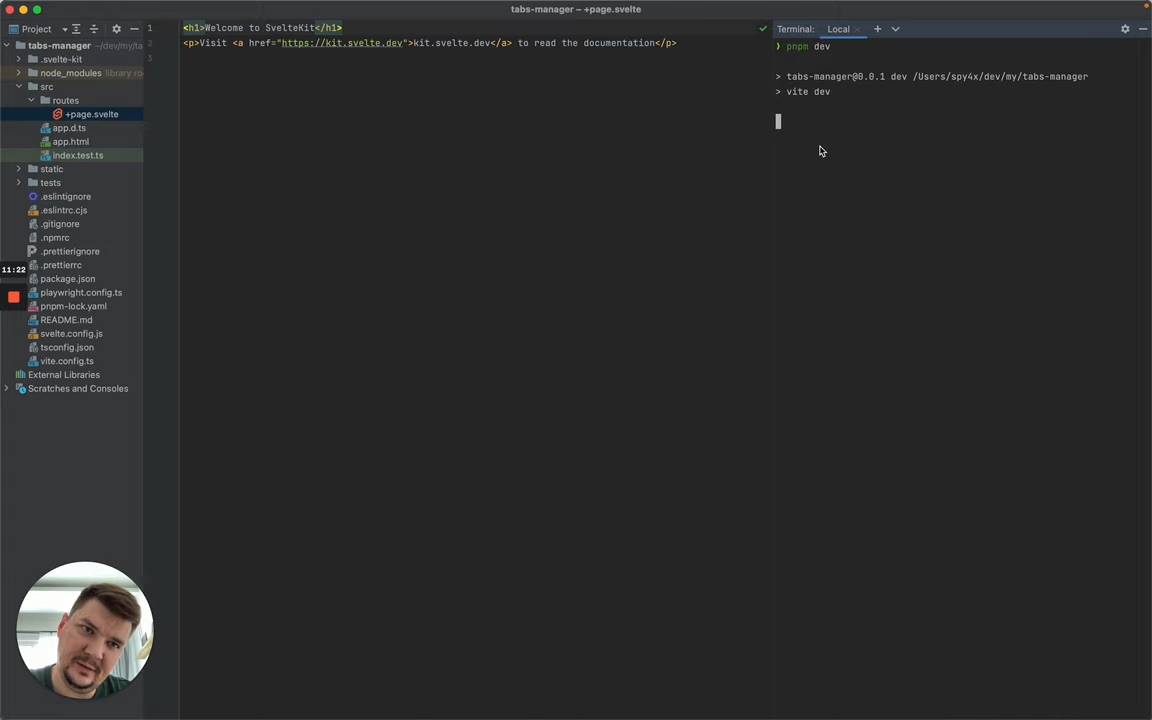 tabs-manager – +page.svelte
Project
tabs-manager ~/dev/my/ta
.svelte-kit
node_modules library ro
src
routes
+page.svelte
app.d.ts
app.html
index.test.ts
static
tests
.eslintignore
.eslintrc.cjs
.gitignore
.npmrc
.prettierignore
.prettierrc
package.json
playwright.config.ts
pnpm-lock.yaml
README.md
svelte.config.js
tsconfig.json
vite.config.ts
External Libraries
Scratches and Consoles
11:22
1 <h1>Welcome to SvelteKit</h1>
2 <p>Visit <a href="https://kit.svelte.dev">kit.svelte.dev</a> to read the documentation</p>
3
Terminal: Local
❯ pnpm dev
> tabs-manager@0.0.1 dev /Users/spy4x/dev/my/tabs-manager
> vite dev